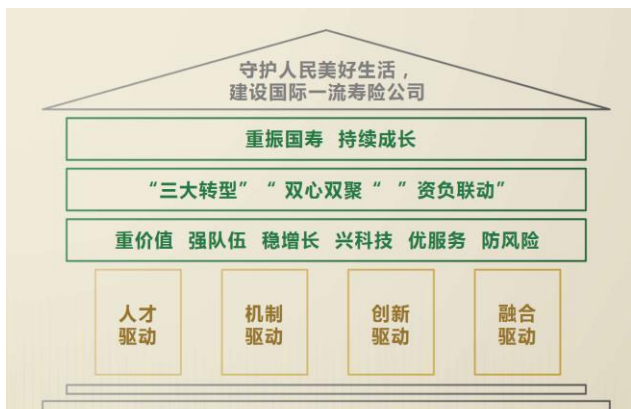 守护人民美好生活，
建设国际一流寿险公司
重振国寿 持续成长
“三大转型” “ 双心双聚 “ ” 资负联动”
重价值 强队伍 稳增长 兴科技 优服务 防风险
人才 机制 创新 融合
驱动 驱动 驱动 驱动